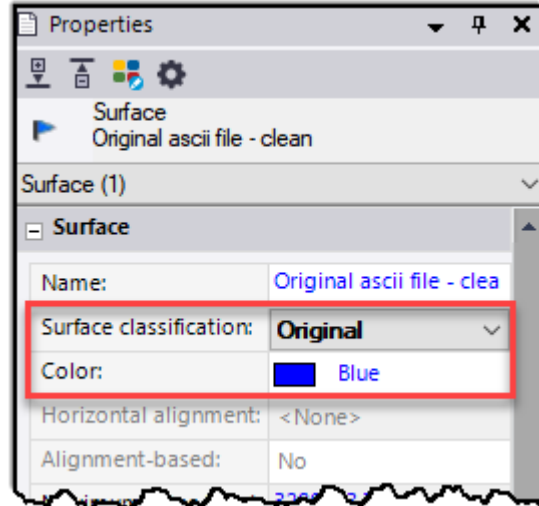 Properties
Surface
Original ascii file - clean
Surface (1)
Surface
Name: Original ascii file - clea
Surface classification: Original
Color: Blue
Horizontal alignment: <None>
Alignment-based: No